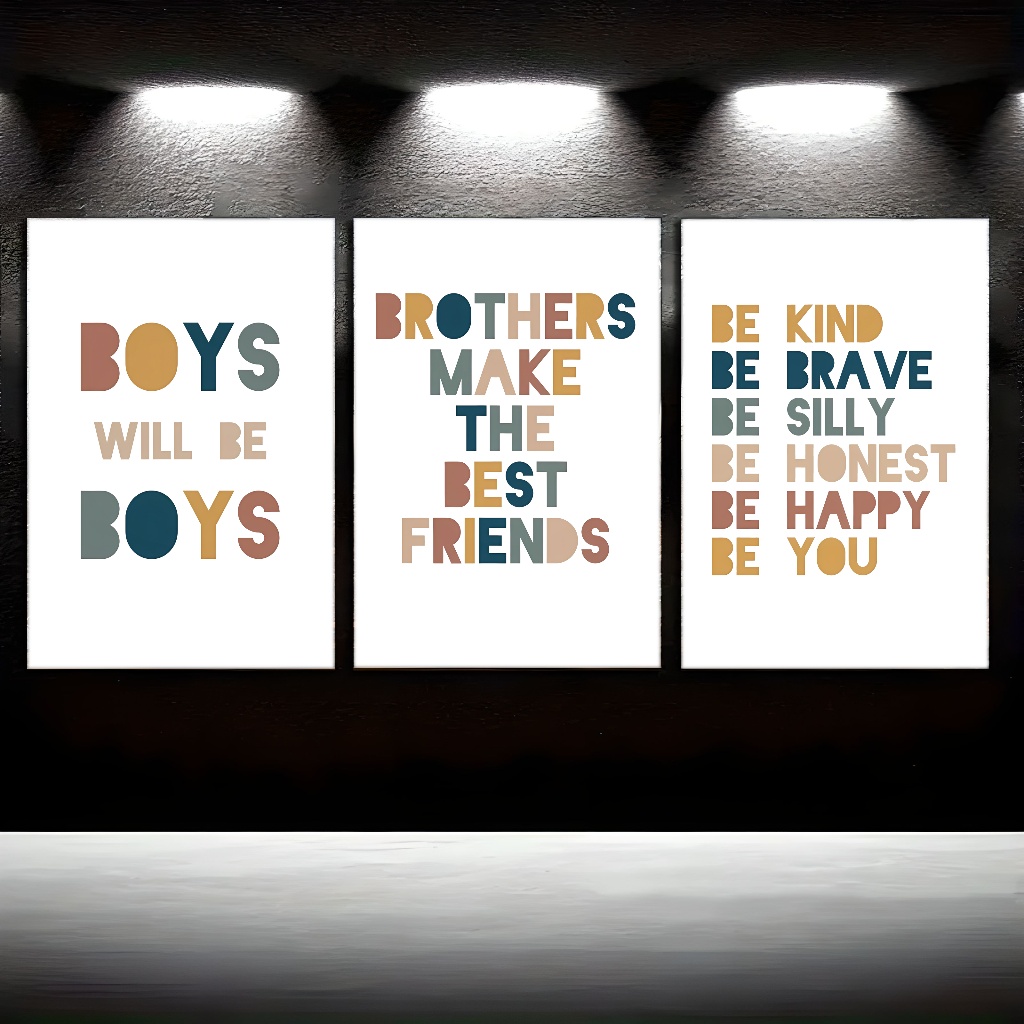 BOYS
WILL BE
BOYS
BROTHERS
MAKE
THE
BEST
FRIENDS
BE KIND
BE BRAVE
BE SILLY
BE HONEST
BE HAPPY
BE YOU